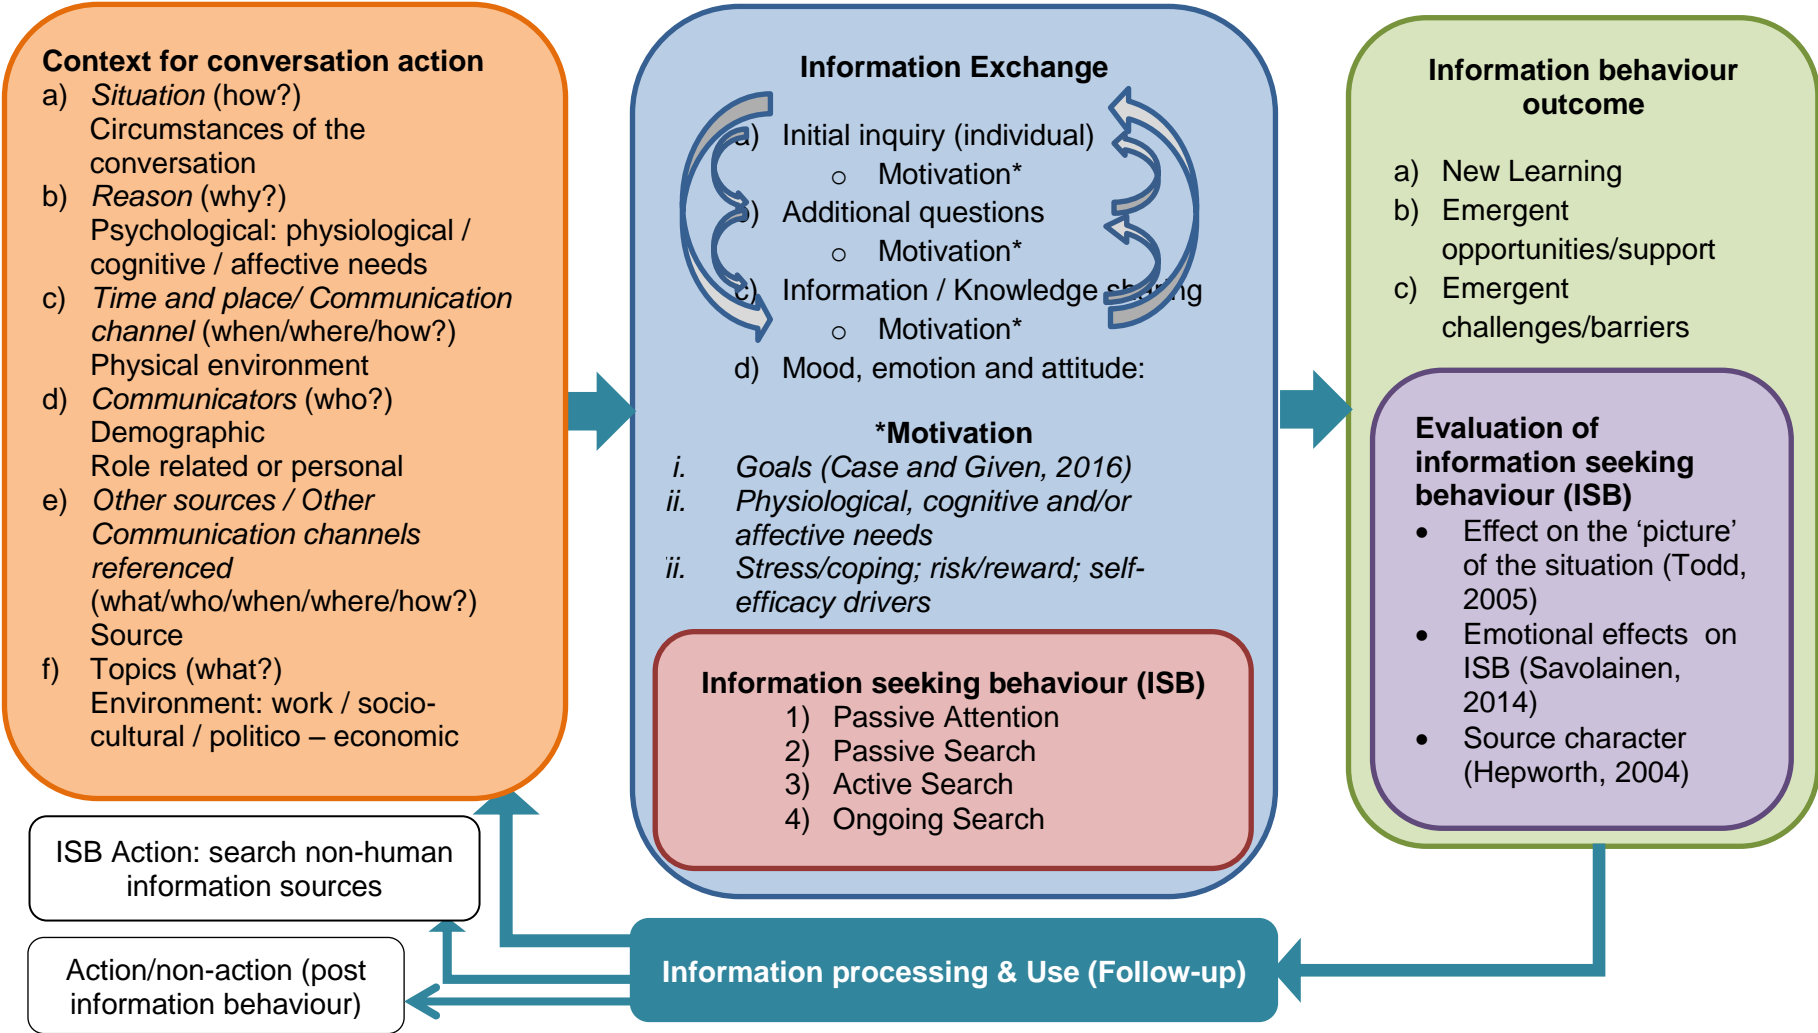 Context for conversation action
a) Situation (how?)
Circumstances of the
conversation
b) Reason (why?)
Psychological: physiological /
cognitive / affective needs
c) Time and place/ Communication
channel (when/where/how?)
Physical environment
d) Communicators (who?)
Demographic
Role related or personal
e) Other sources / Other
Communication channels
referenced
(what/who/when/where/how?)
Source
f) Topics (what?)
Environment: work / socio-
cultural / politico – economic
Information Exchange
a) Initial inquiry (individual)
o Motivation*
b) Additional questions
o Motivation*
c) Information / Knowledge sharing
o Motivation*
d) Mood, emotion and attitude:
*Motivation
i. Goals (Case and Given, 2016)
ii. Physiological, cognitive and/or
affective needs
iii. Stress/coping; risk/reward; self-
efficacy drivers
Information seeking behaviour (ISB)
1) Passive Attention
2) Passive Search
3) Active Search
4) Ongoing Search
Information behaviour
outcome
a) New Learning
b) Emergent
opportunities/support
c) Emergent
challenges/barriers
Evaluation of
information seeking
behaviour (ISB)
• Effect on the ‘picture’
of the situation (Todd,
2005)
• Emotional effects on
ISB (Savolainen,
2014)
• Source character
(Hepworth, 2004)
ISB Action: search non-human
information sources
Action/non-action (post
information behaviour)
Information processing & Use (Follow-up)